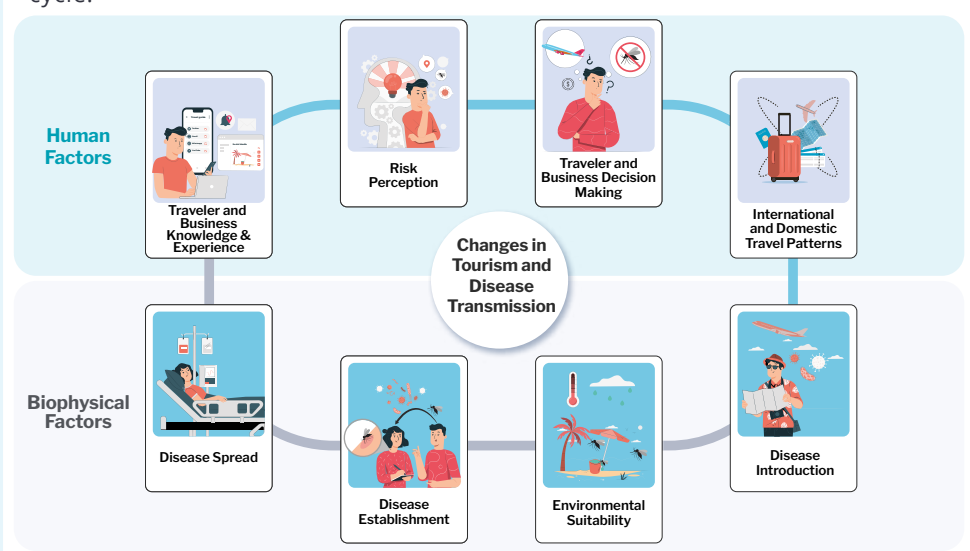 cycle.
Human
Factors
Traveler and
Business
Knowledge &
Experience
Risk
Perception
Traveler and
Business Decision
Making
International
and Domestic
Travel Patterns
Changes in
Tourism and
Disease
Transmission
Biophysical
Factors
Disease Spread
Disease
Establishment
Environmental
Suitability
Disease
Introduction